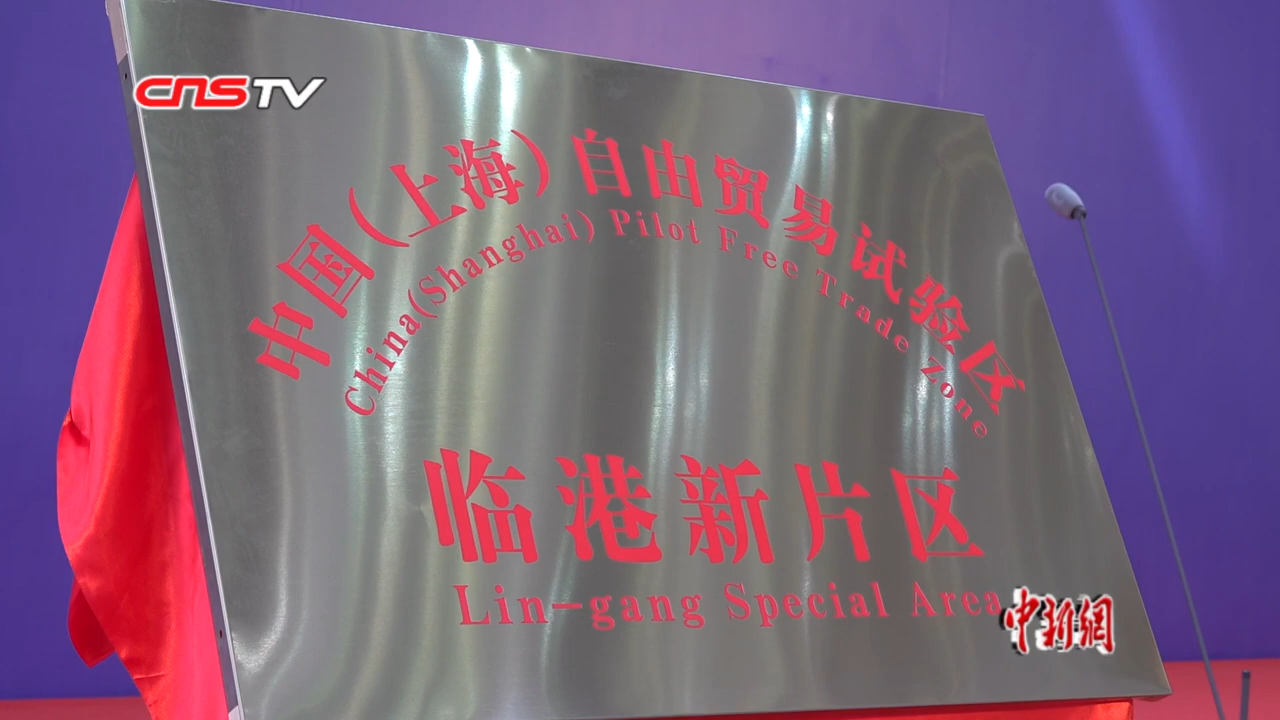 CNSTV
中国(上海)自由贸易试验区
China(Shanghai) Pilot Free Trade Zone
临港新片区
Lin-gang Special Area
中新網